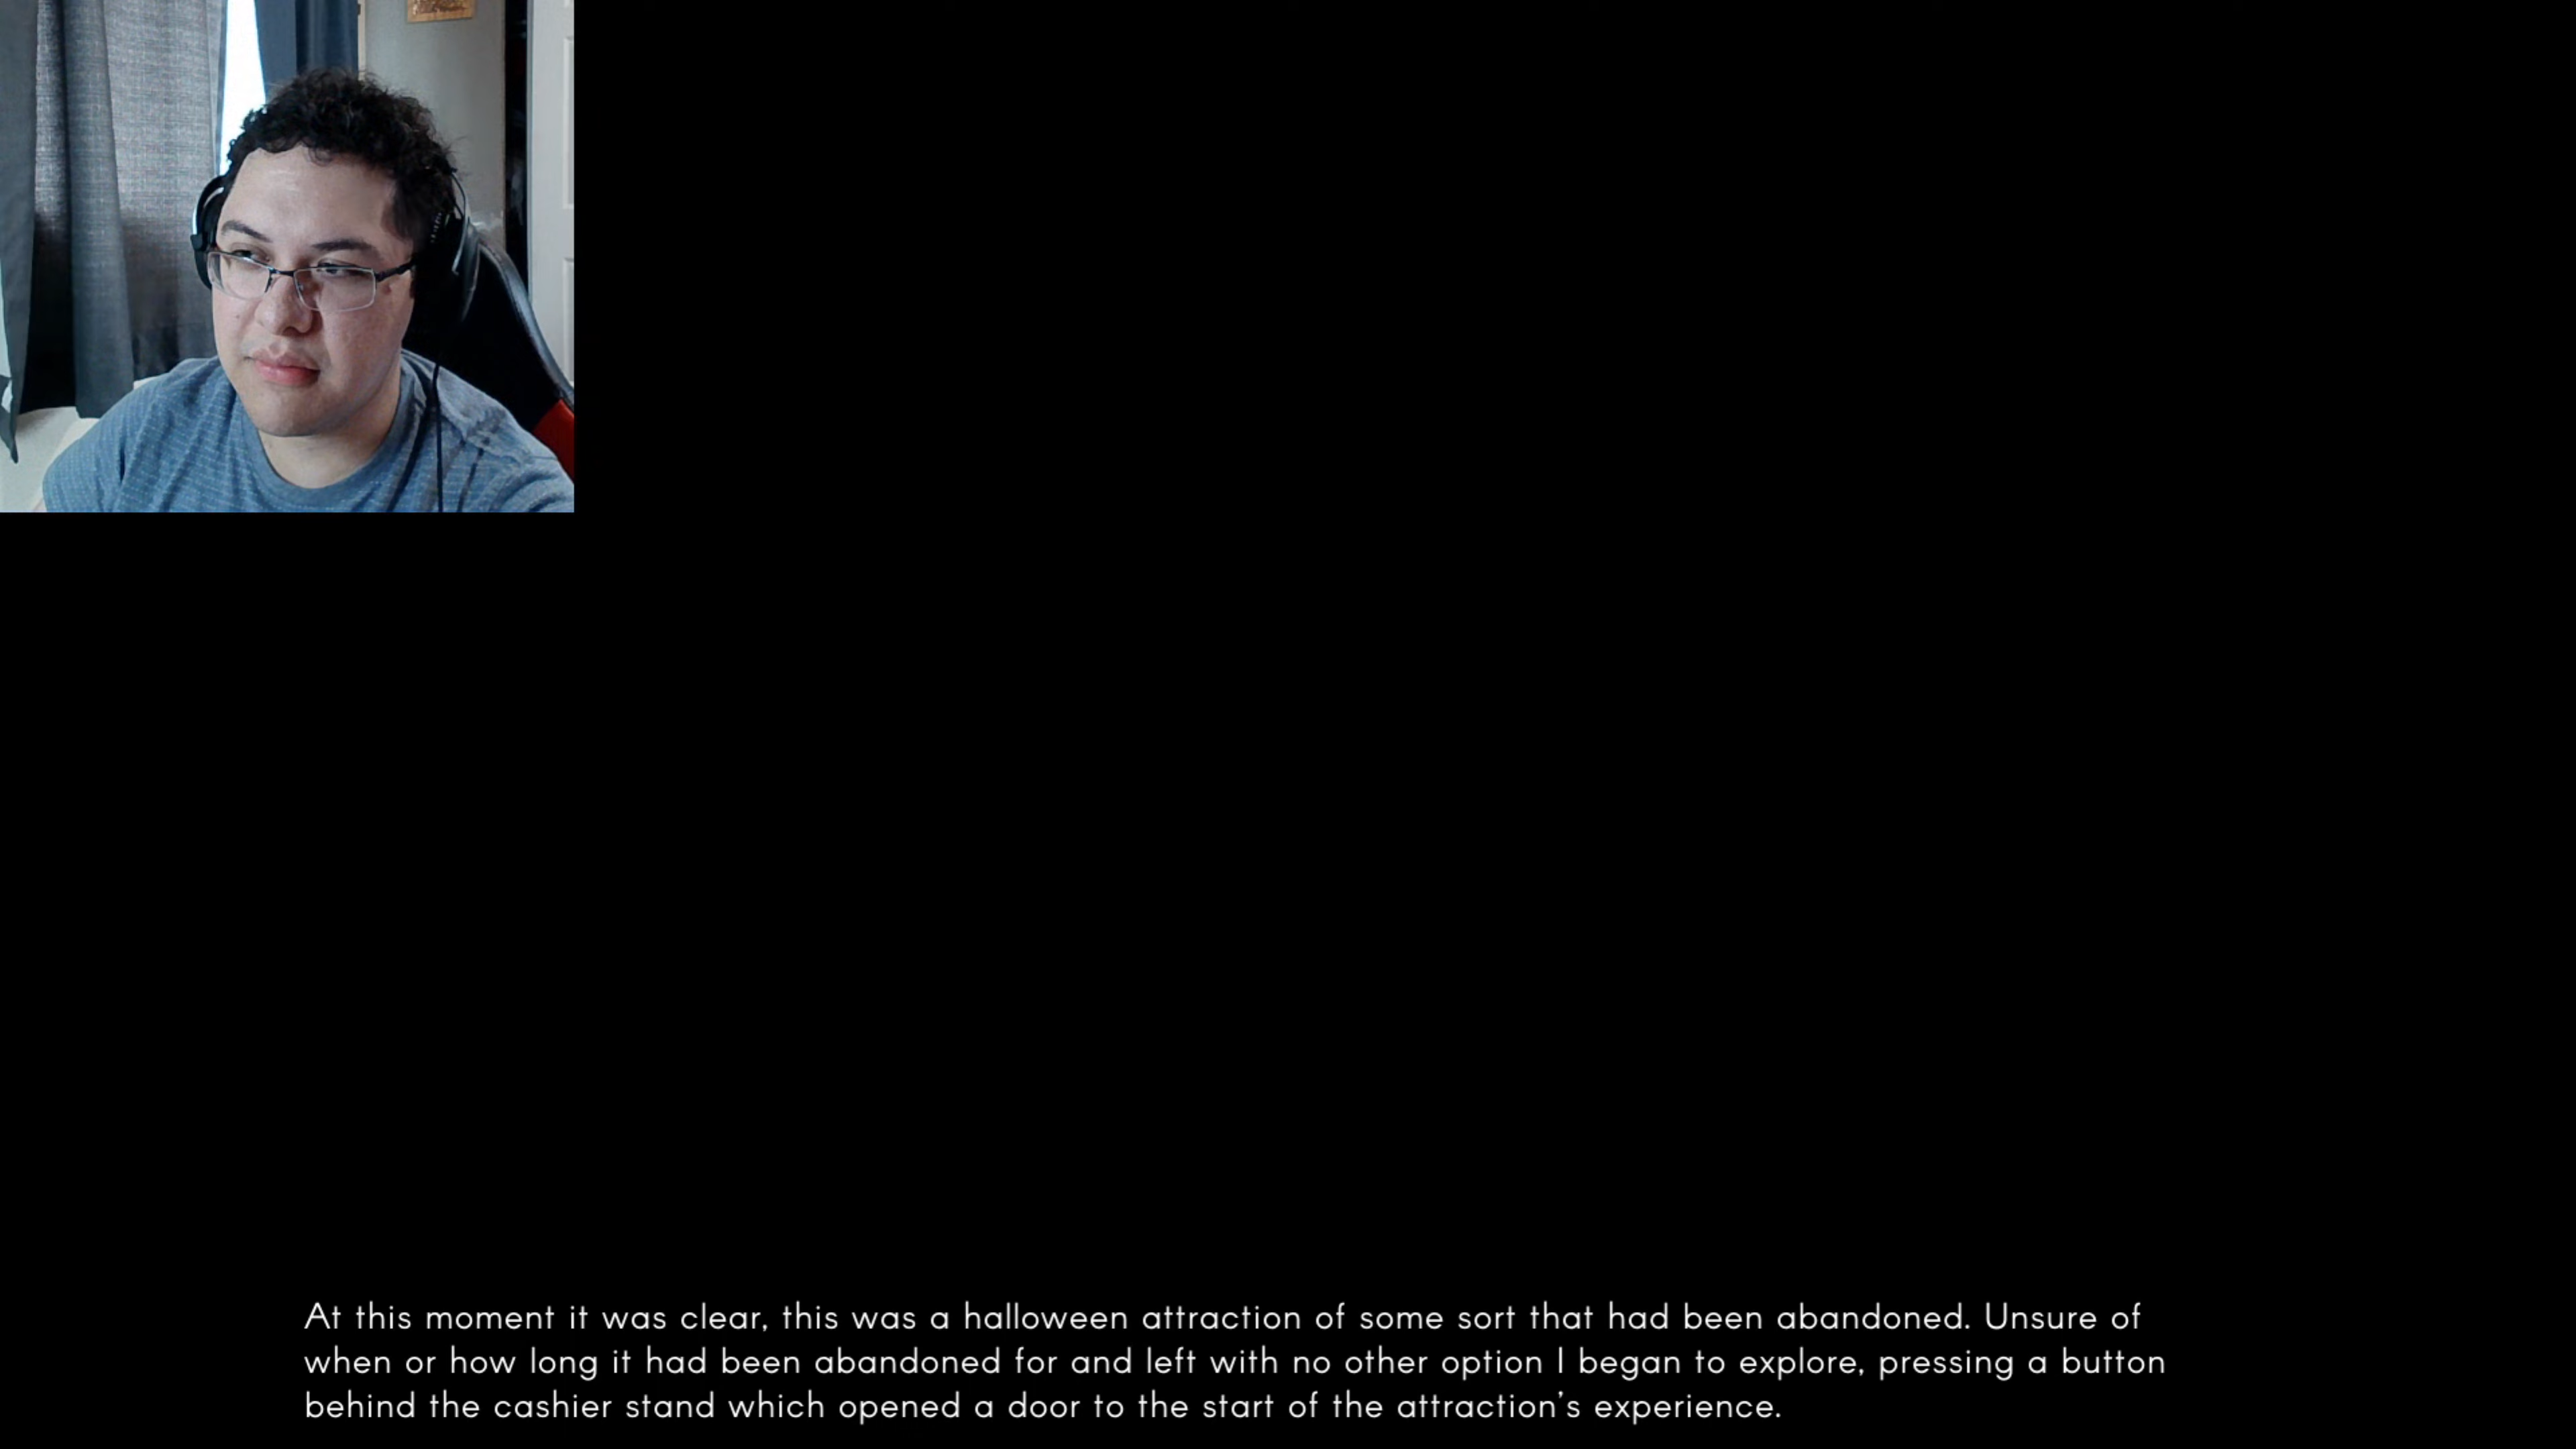 At this moment it was clear, this was a halloween attraction of some sort that had been abandoned. Unsure of
when or how long it had been abandoned for and left with no other option I began to explore, pressing a button
behind the cashier stand which opened a door to the start of the attraction's experience.